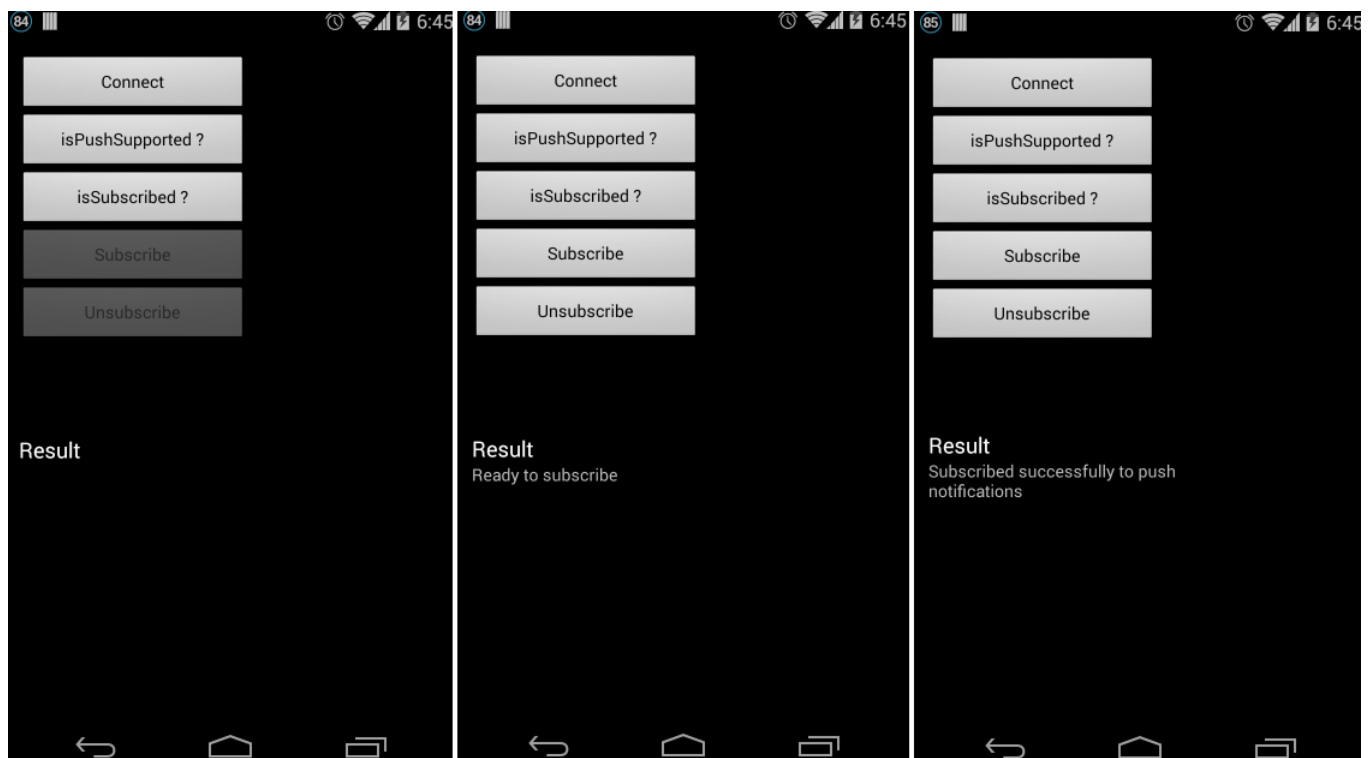 84 6:45
Connect
isPushSupported ?
isSubscribed ?
Subscribe
Unsubscribe
Result
84 6:45
Connect
isPushSupported ?
isSubscribed ?
Subscribe
Unsubscribe
Result
Ready to subscribe
85 6:45
Connect
isPushSupported ?
isSubscribed ?
Subscribe
Unsubscribe
Result
Subscribed successfully to push
notifications